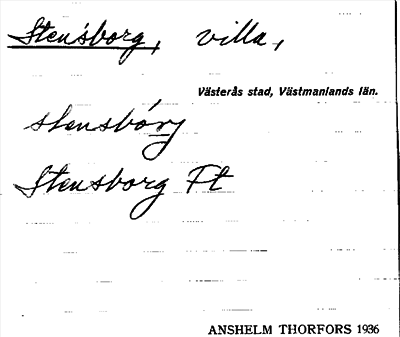 Stensborg, villa,
Västerås stad, Västmanlands län.
stensbórg
Stensborg Ft
ANSHELM THORFORS 1936